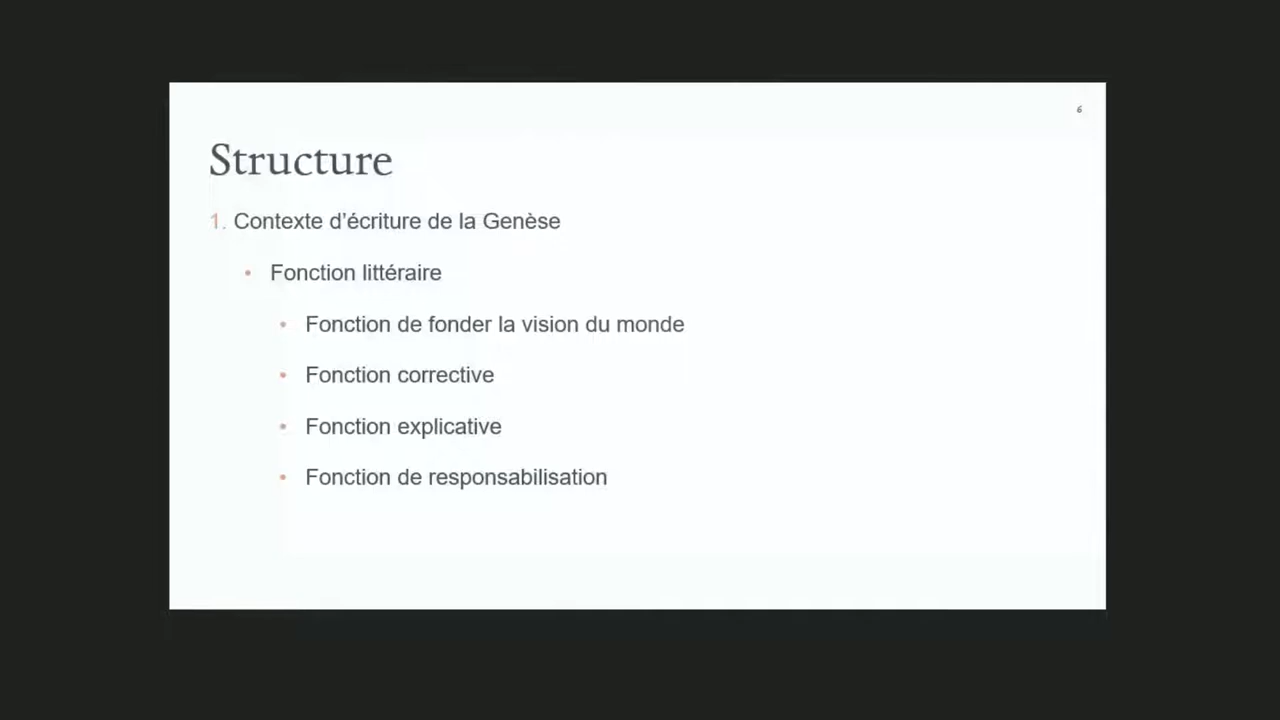 6
Structure
1. Contexte d’écriture de la Genèse
• Fonction littéraire
• Fonction de fonder la vision du monde
• Fonction corrective
• Fonction explicative
• Fonction de responsabilisation